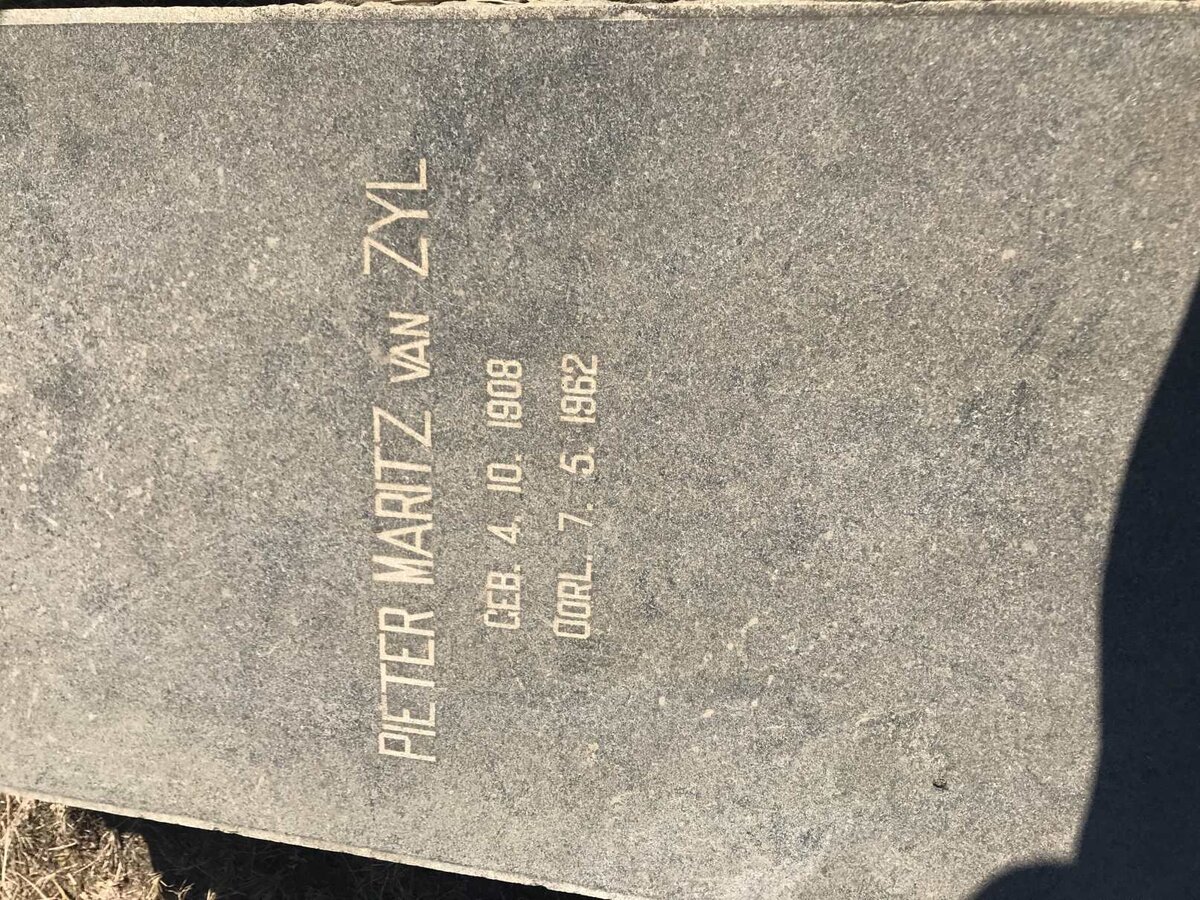 PIETER MARITZ VAN ZYL
GEB. 4. 10. 1908
OORL. 7. 5. 1962